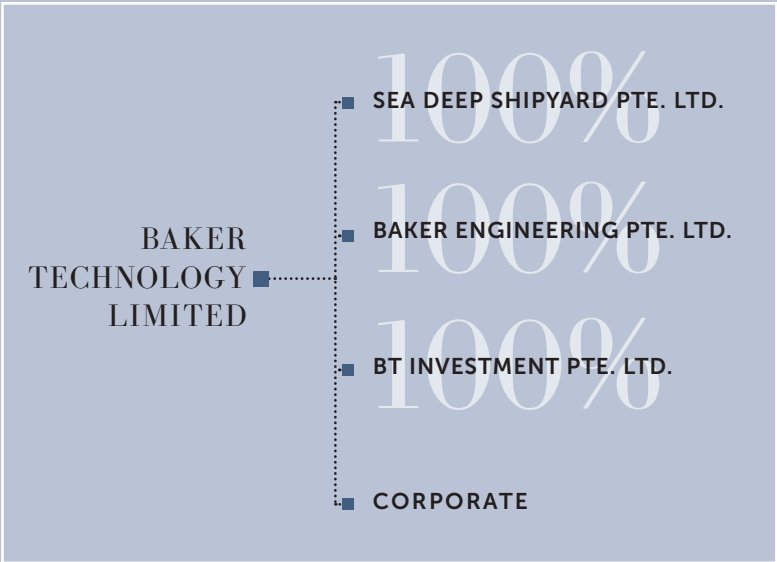 BAKER
TECHNOLOGY
LIMITED
100%
SEA DEEP SHIPYARD PTE. LTD.
100%
BAKER ENGINEERING PTE. LTD.
100%
BT INVESTMENT PTE. LTD.
CORPORATE